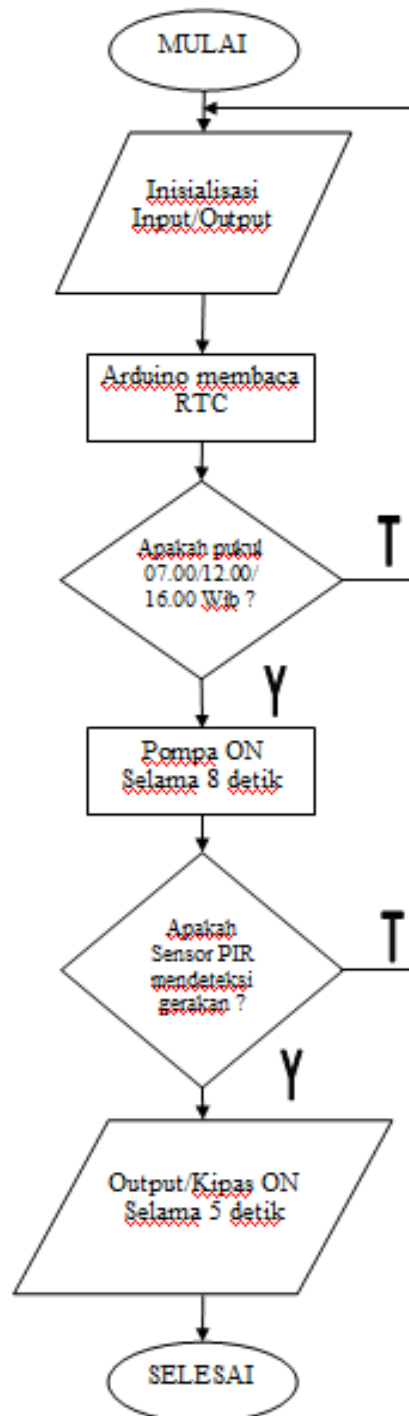 MULAI
Inisialisasi
Input/Output
Arduino membaca
RTC
Apakah pukul
07.00/12.00/
16.00 Wib ?
T
Y
Pompa ON
Selama 8 detik
Apakah
Sensor PIR
mendeteksi
gerakan ?
T
Y
Output/Kipas ON
Selama 5 detik
SELESAI